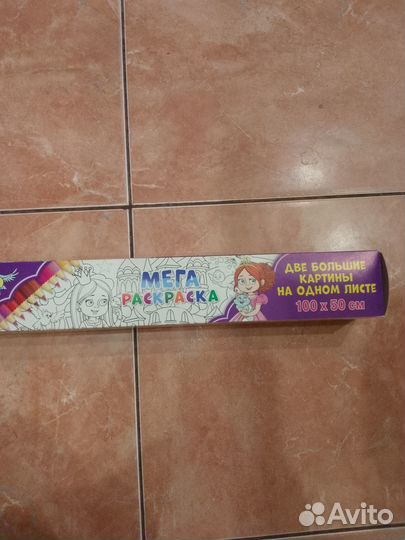 МЕГА
РАСКРАСКА
ДВЕ БОЛЬШИЕ
КАРТИНЫ
НА ОДНОМ ЛИСТЕ
100 х 50 см
Avito